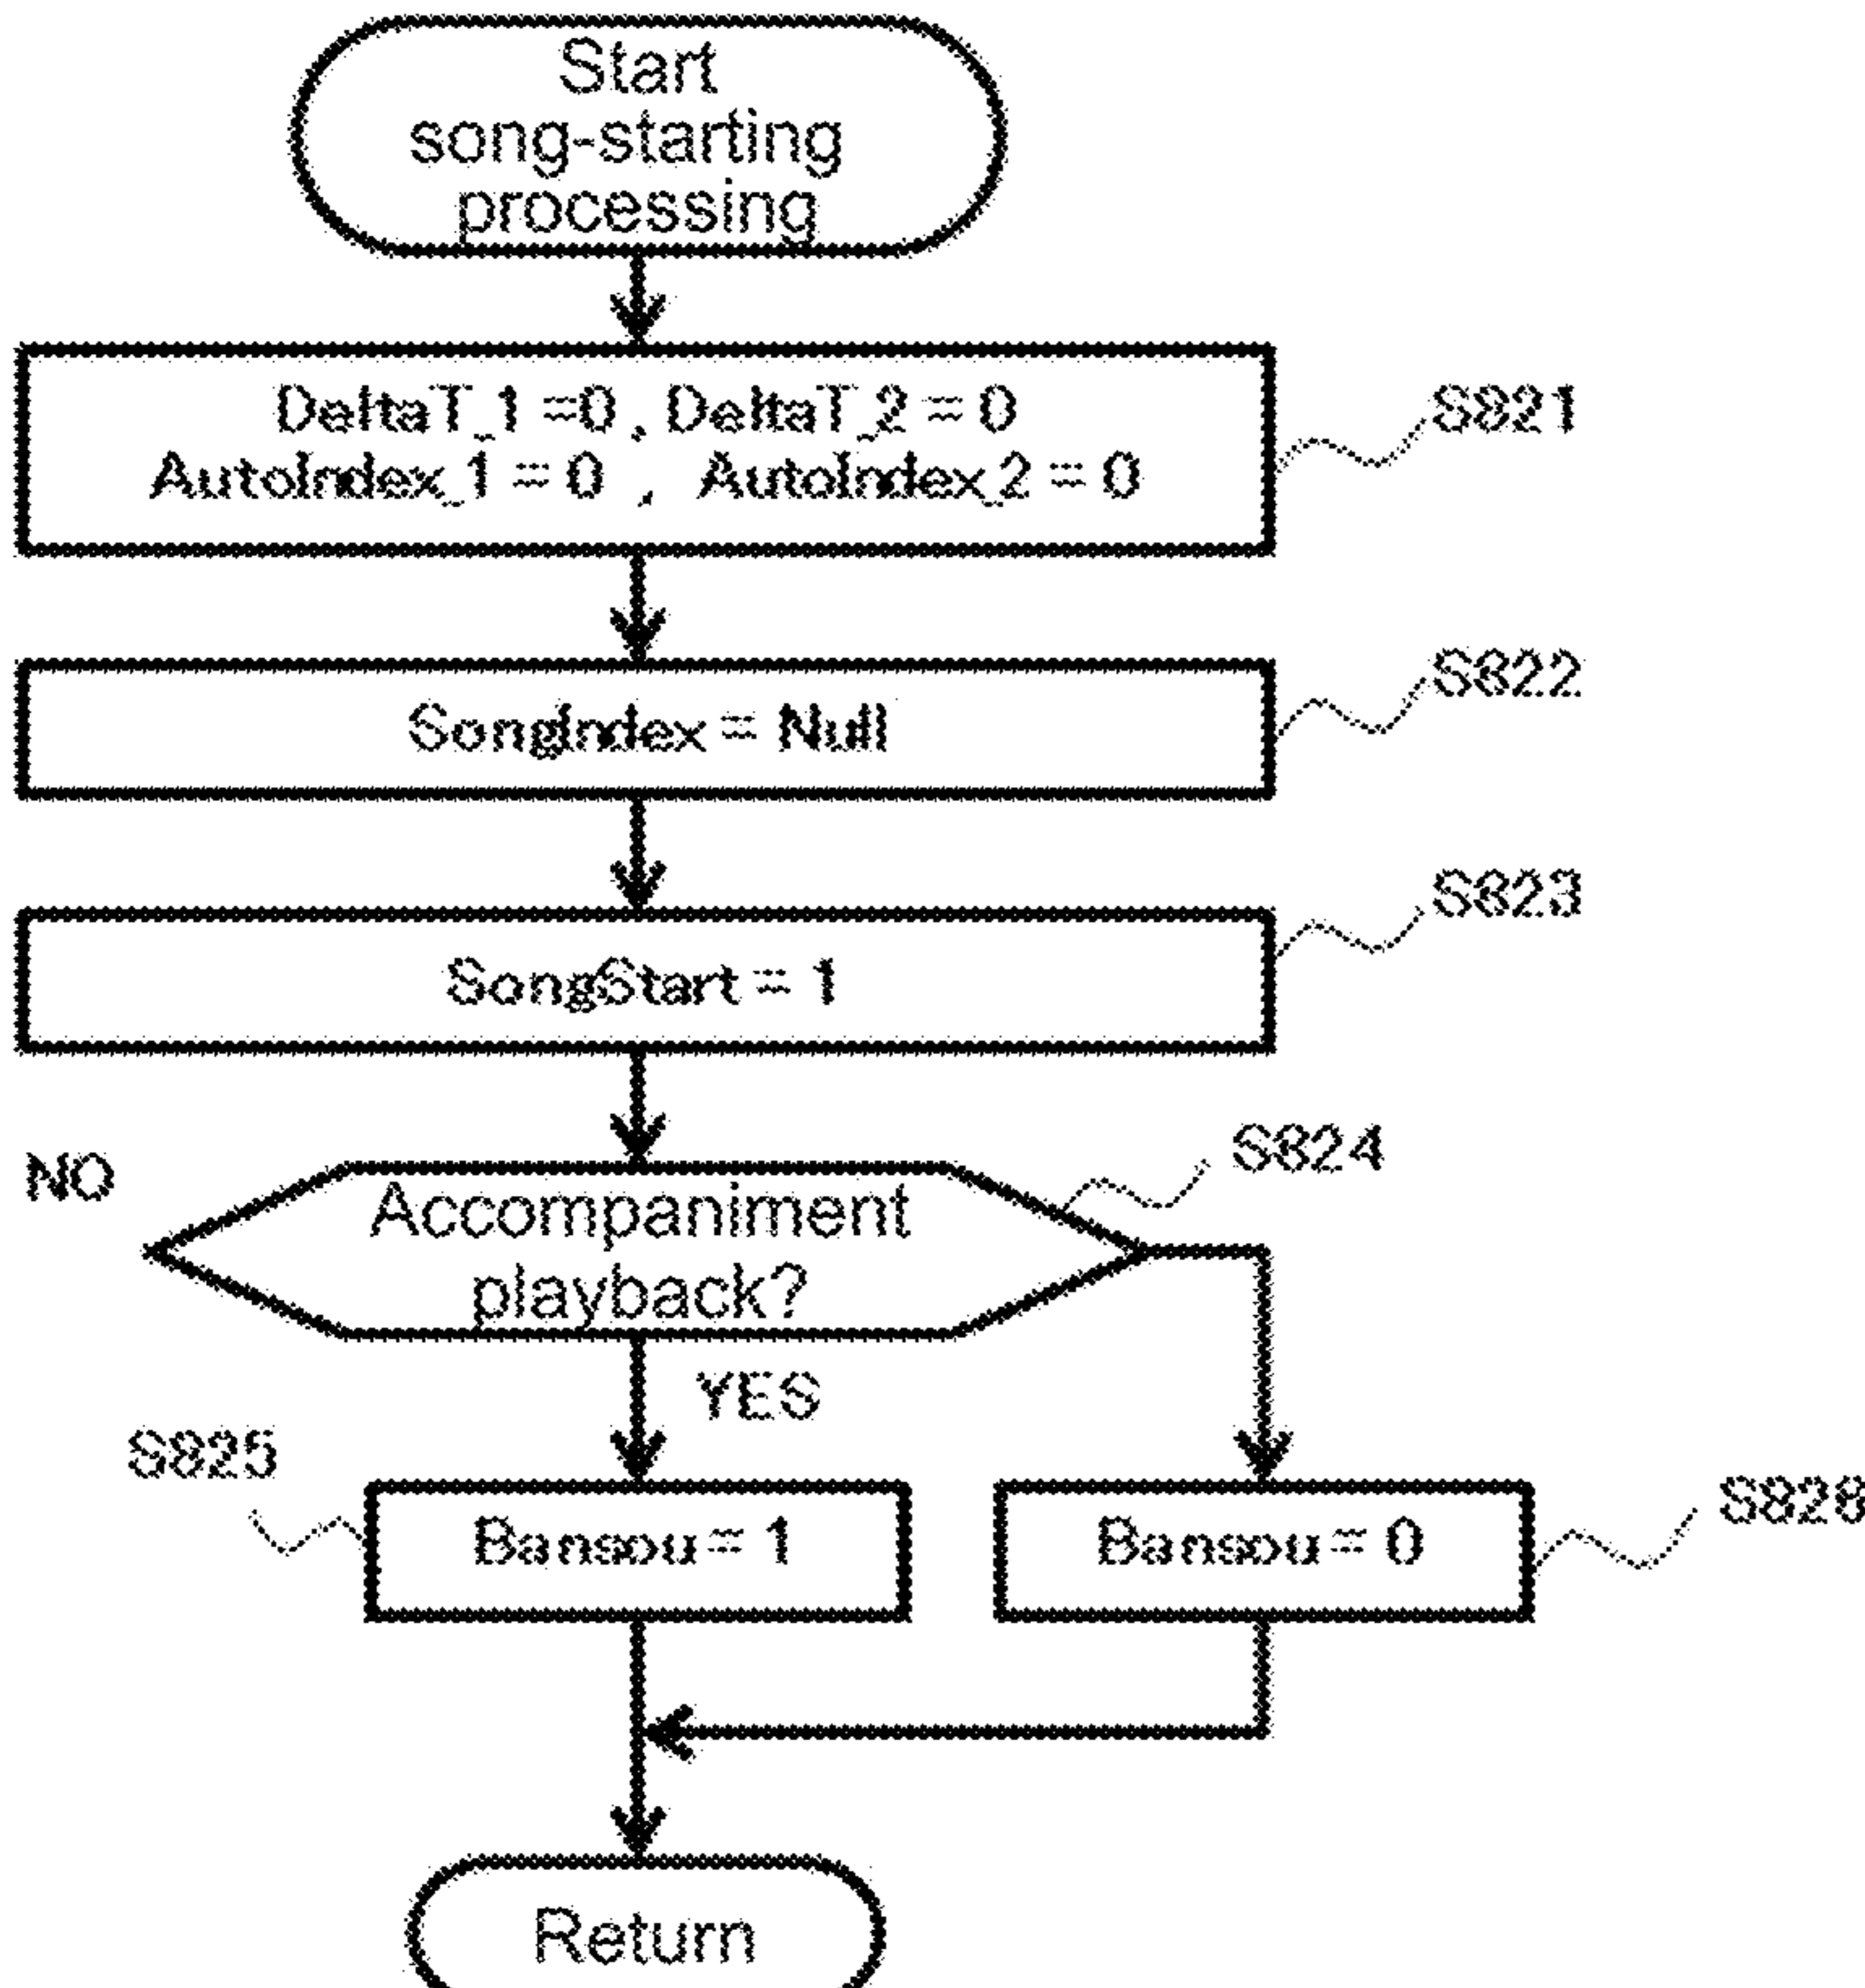 Start
song-starting
processing
DeltaT_1 =0 , DeltaT_2 = 0
AutoIndex_1 = 0 , AutoIndex_2 = 0
S821
SongIndex = Null
S822
SongStart = 1
S823
NO
Accompaniment
playback?
S824
YES
S825
Bansou = 1
Bansou = 0
Return